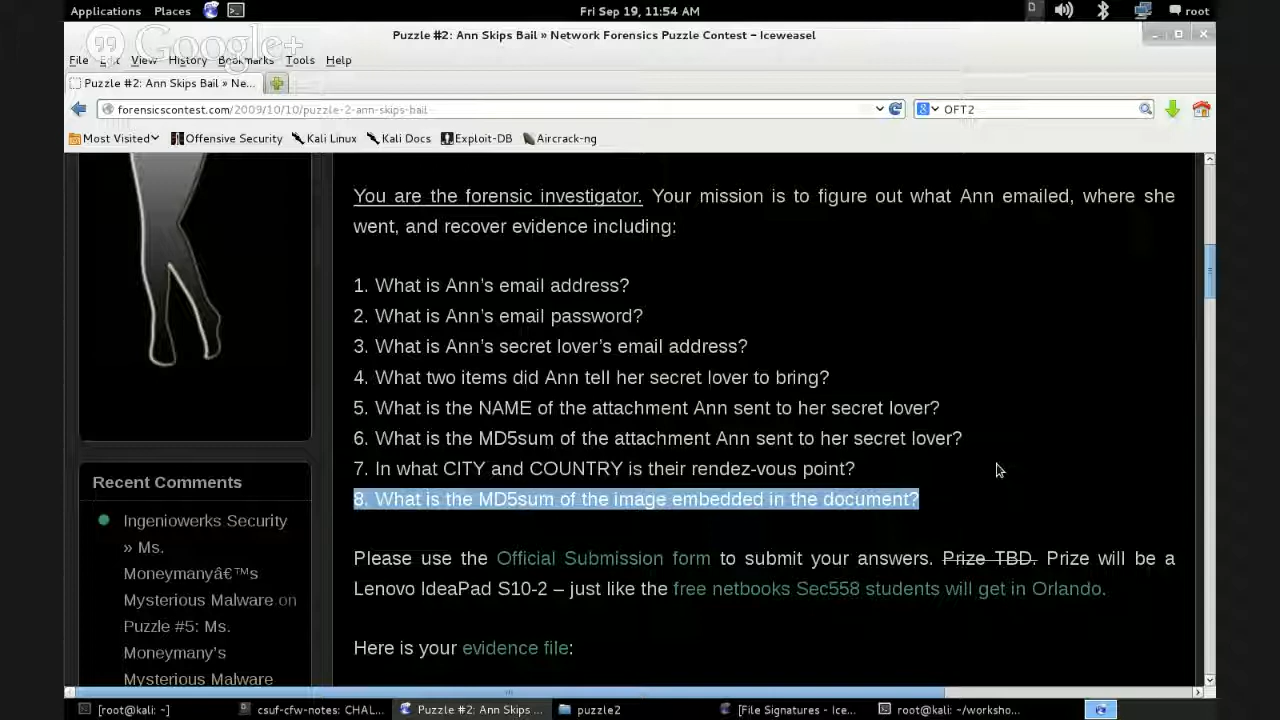 Applications Places Fri Sep 19, 11:54 AM root
Google+
Puzzle #2: Ann Skips Bail » Network Forensics Puzzle Contest - Iceweasel
File Edit View History Bookmarks Tools Help
Puzzle #2: Ann Skips Bail » Ne...
forensicscontest.com/2009/10/10/puzzle-2-ann-skips-bail OFT2
Most Visited Offensive Security Kali Linux Kali Docs Exploit-DB Aircrack-ng
You are the forensic investigator. Your mission is to figure out what Ann emailed, where she
went, and recover evidence including:
1. What is Ann's email address?
2. What is Ann's email password?
3. What is Ann's secret lover's email address?
4. What two items did Ann tell her secret lover to bring?
5. What is the NAME of the attachment Ann sent to her secret lover?
6. What is the MD5sum of the attachment Ann sent to her secret lover?
7. In what CITY and COUNTRY is their rendez-vous point?
8. What is the MD5sum of the image embedded in the document?
Please use the Official Submission form to submit your answers. Prize TBD. Prize will be a
Lenovo IdeaPad S10-2 – just like the free netbooks Sec558 students will get in Orlando.
Here is your evidence file:
Recent Comments
Ingeniowerks Security
» Ms.
Moneymanyâ€™s
Mysterious Malware on
Puzzle #5: Ms.
Moneymany's
Mysterious Malware
[root@kali: ~] csuf-cfw-notes: CHAL... Puzzle #2: Ann Skips ... puzzle2 [File Signatures - Ice... root@kali: ~/worksho...